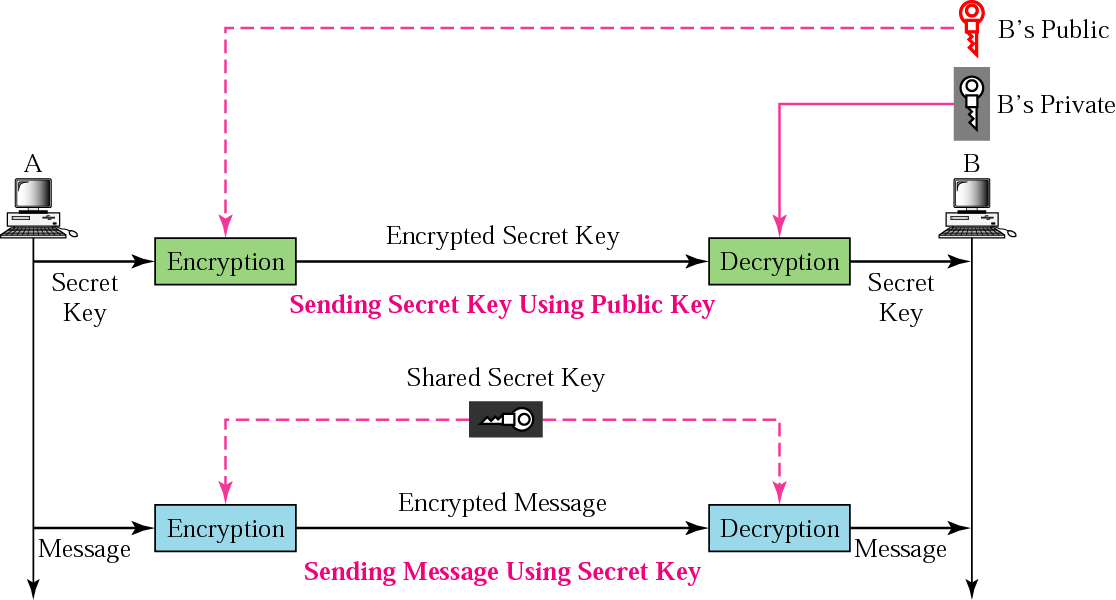 B's Public
B's Private
A
B
Encrypted Secret Key
Encryption
Decryption
Secret
Key
Secret
Key
Sending Secret Key Using Public Key
Shared Secret Key
Encrypted Message
Encryption
Decryption
Message
Message
Sending Message Using Secret Key